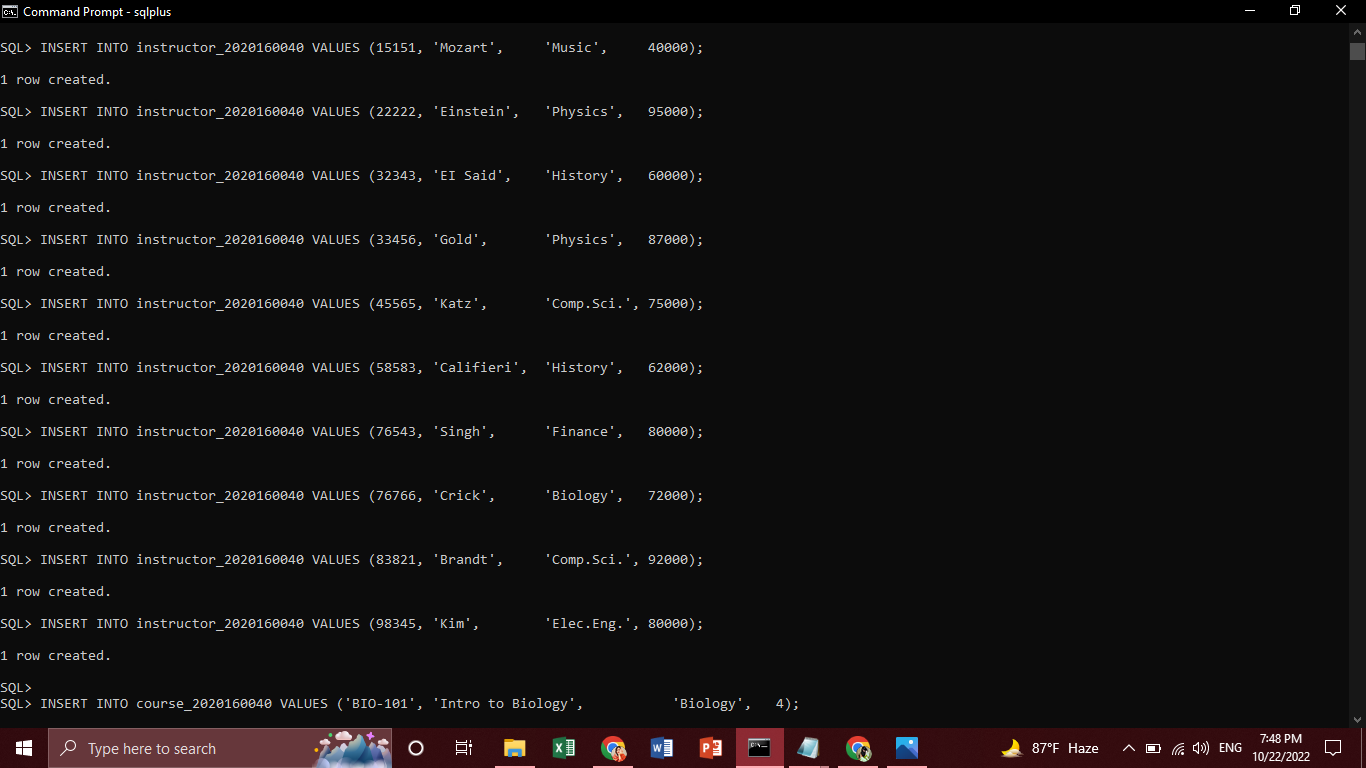 Command Prompt - sqlplus
SQL> INSERT INTO instructor_2020160040 VALUES (15151, 'Mozart',     'Music',     40000);
1 row created.
SQL> INSERT INTO instructor_2020160040 VALUES (22222, 'Einstein',   'Physics',   95000);
1 row created.
SQL> INSERT INTO instructor_2020160040 VALUES (32343, 'EI Said',    'History',   60000);
1 row created.
SQL> INSERT INTO instructor_2020160040 VALUES (33456, 'Gold',       'Physics',   87000);
1 row created.
SQL> INSERT INTO instructor_2020160040 VALUES (45565, 'Katz',       'Comp.Sci.', 75000);
1 row created.
SQL> INSERT INTO instructor_2020160040 VALUES (58583, 'Califieri',  'History',   62000);
1 row created.
SQL> INSERT INTO instructor_2020160040 VALUES (76543, 'Singh',      'Finance',   80000);
1 row created.
SQL> INSERT INTO instructor_2020160040 VALUES (76766, 'Crick',      'Biology',   72000);
1 row created.
SQL> INSERT INTO instructor_2020160040 VALUES (83821, 'Brandt',     'Comp.Sci.', 92000);
1 row created.
SQL> INSERT INTO instructor_2020160040 VALUES (98345, 'Kim',        'Elec.Eng.', 80000);
1 row created.
SQL>
SQL> INSERT INTO course_2020160040 VALUES ('BIO-101', 'Intro to Biology',           'Biology',   4);
Type here to search
87°F Haze
ENG
7:48 PM
10/22/2022